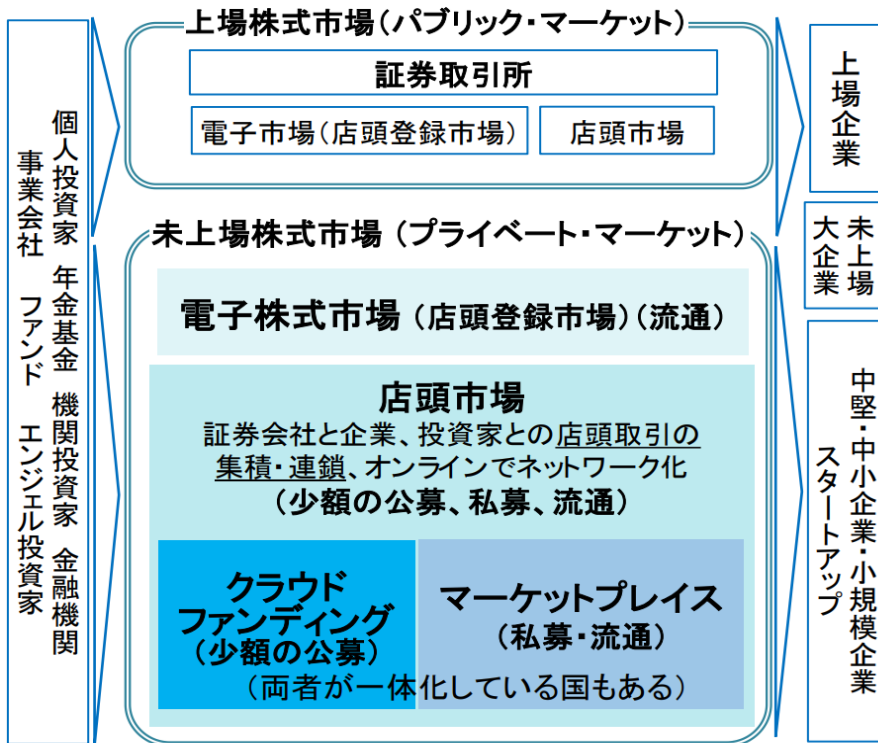 個人投資家 年金基金 機関投資家 金融機関
事業会社 ファンド エンジェル投資家
上場株式市場(パブリック・マーケット)
証券取引所
電子市場(店頭登録市場)
店頭市場
未上場株式市場 (プライベート・マーケット)
電子株式市場 (店頭登録市場)(流通)
店頭市場
証券会社と企業、投資家との店頭取引の
集積・連鎖、オンラインでネットワーク化
(少額の公募、私募、流通)
クラウド
ファンディング
(少額の公募)
マーケットプレイス
(私募・流通)
(両者が一体化している国もある)
上場企業
未上場
大企業
中堅・中小企業・小規模企業
スタートアップ